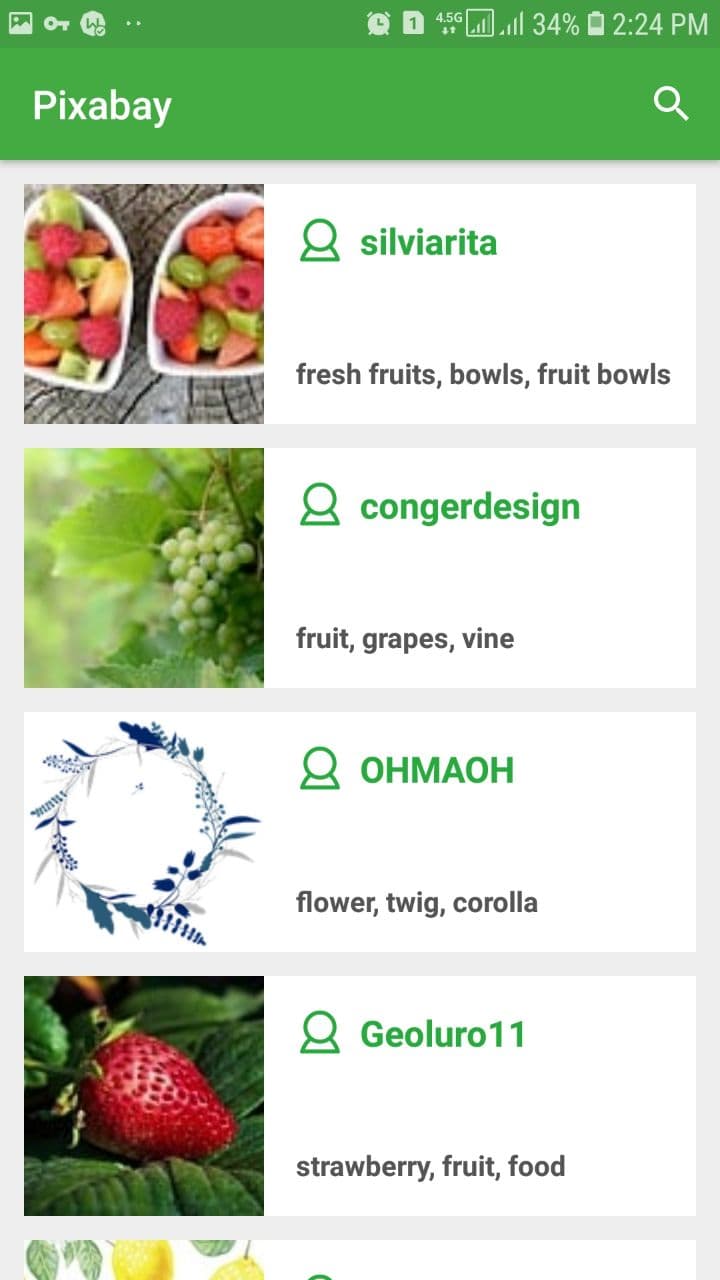 1 4.5G 34% 2:24 PM
Pixabay
silviarita
fresh fruits, bowls, fruit bowls
congerdesign
fruit, grapes, vine
OHMAOH
flower, twig, corolla
Geoluro11
strawberry, fruit, food